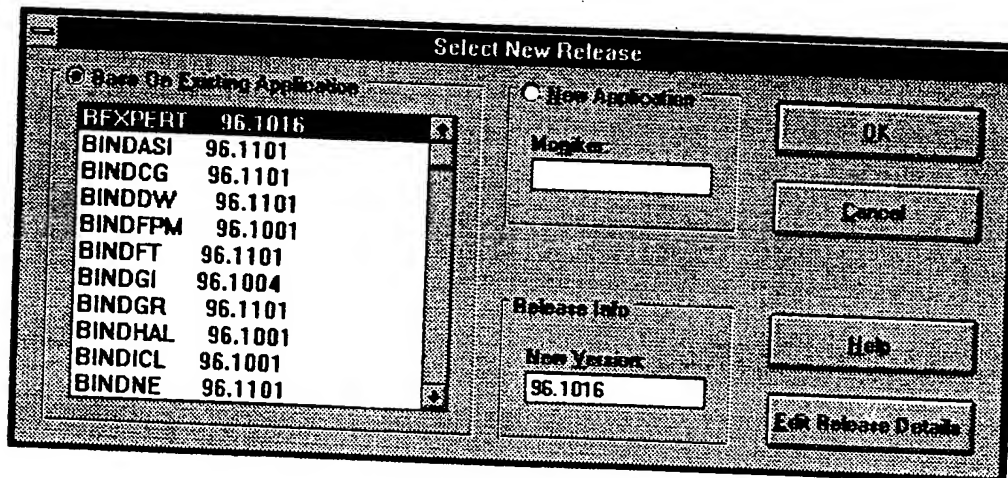 Select New Release
Base On Existing Application
BFXPERT 96.1016
BINDASI 96.1101
BINDCG 96.1101
BINDDW 96.1101
BINDFPM 96.1001
BINDFT 96.1101
BINDGI 96.1004
BINDGR 96.1101
BINDHAL 96.1001
BINDICL 96.1001
BINDNE 96.1101
New Application
Moniker:
Release Info
New Version:
96.1016
OK
Cancel
Help
Edit Release Details